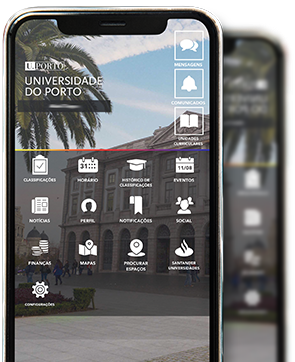 U.PORTO
UNIVERSIDADE
DO PORTO
MENSAGENS
COMUNICADOS
UNIDADES
CURRICULARES
CLASSIFICAÇÕES
31
HORÁRIO
HISTÓRICO DE
CLASSIFICAÇÕES
11/08
EVENTOS
NOTÍCIAS
PERFIL
NOTIFICAÇÕES
SOCIAL
FINANÇAS
MAPAS
PROCURAR
ESPAÇOS
SANTANDER
UNIVERSIDADES
CONFIGURAÇÕES